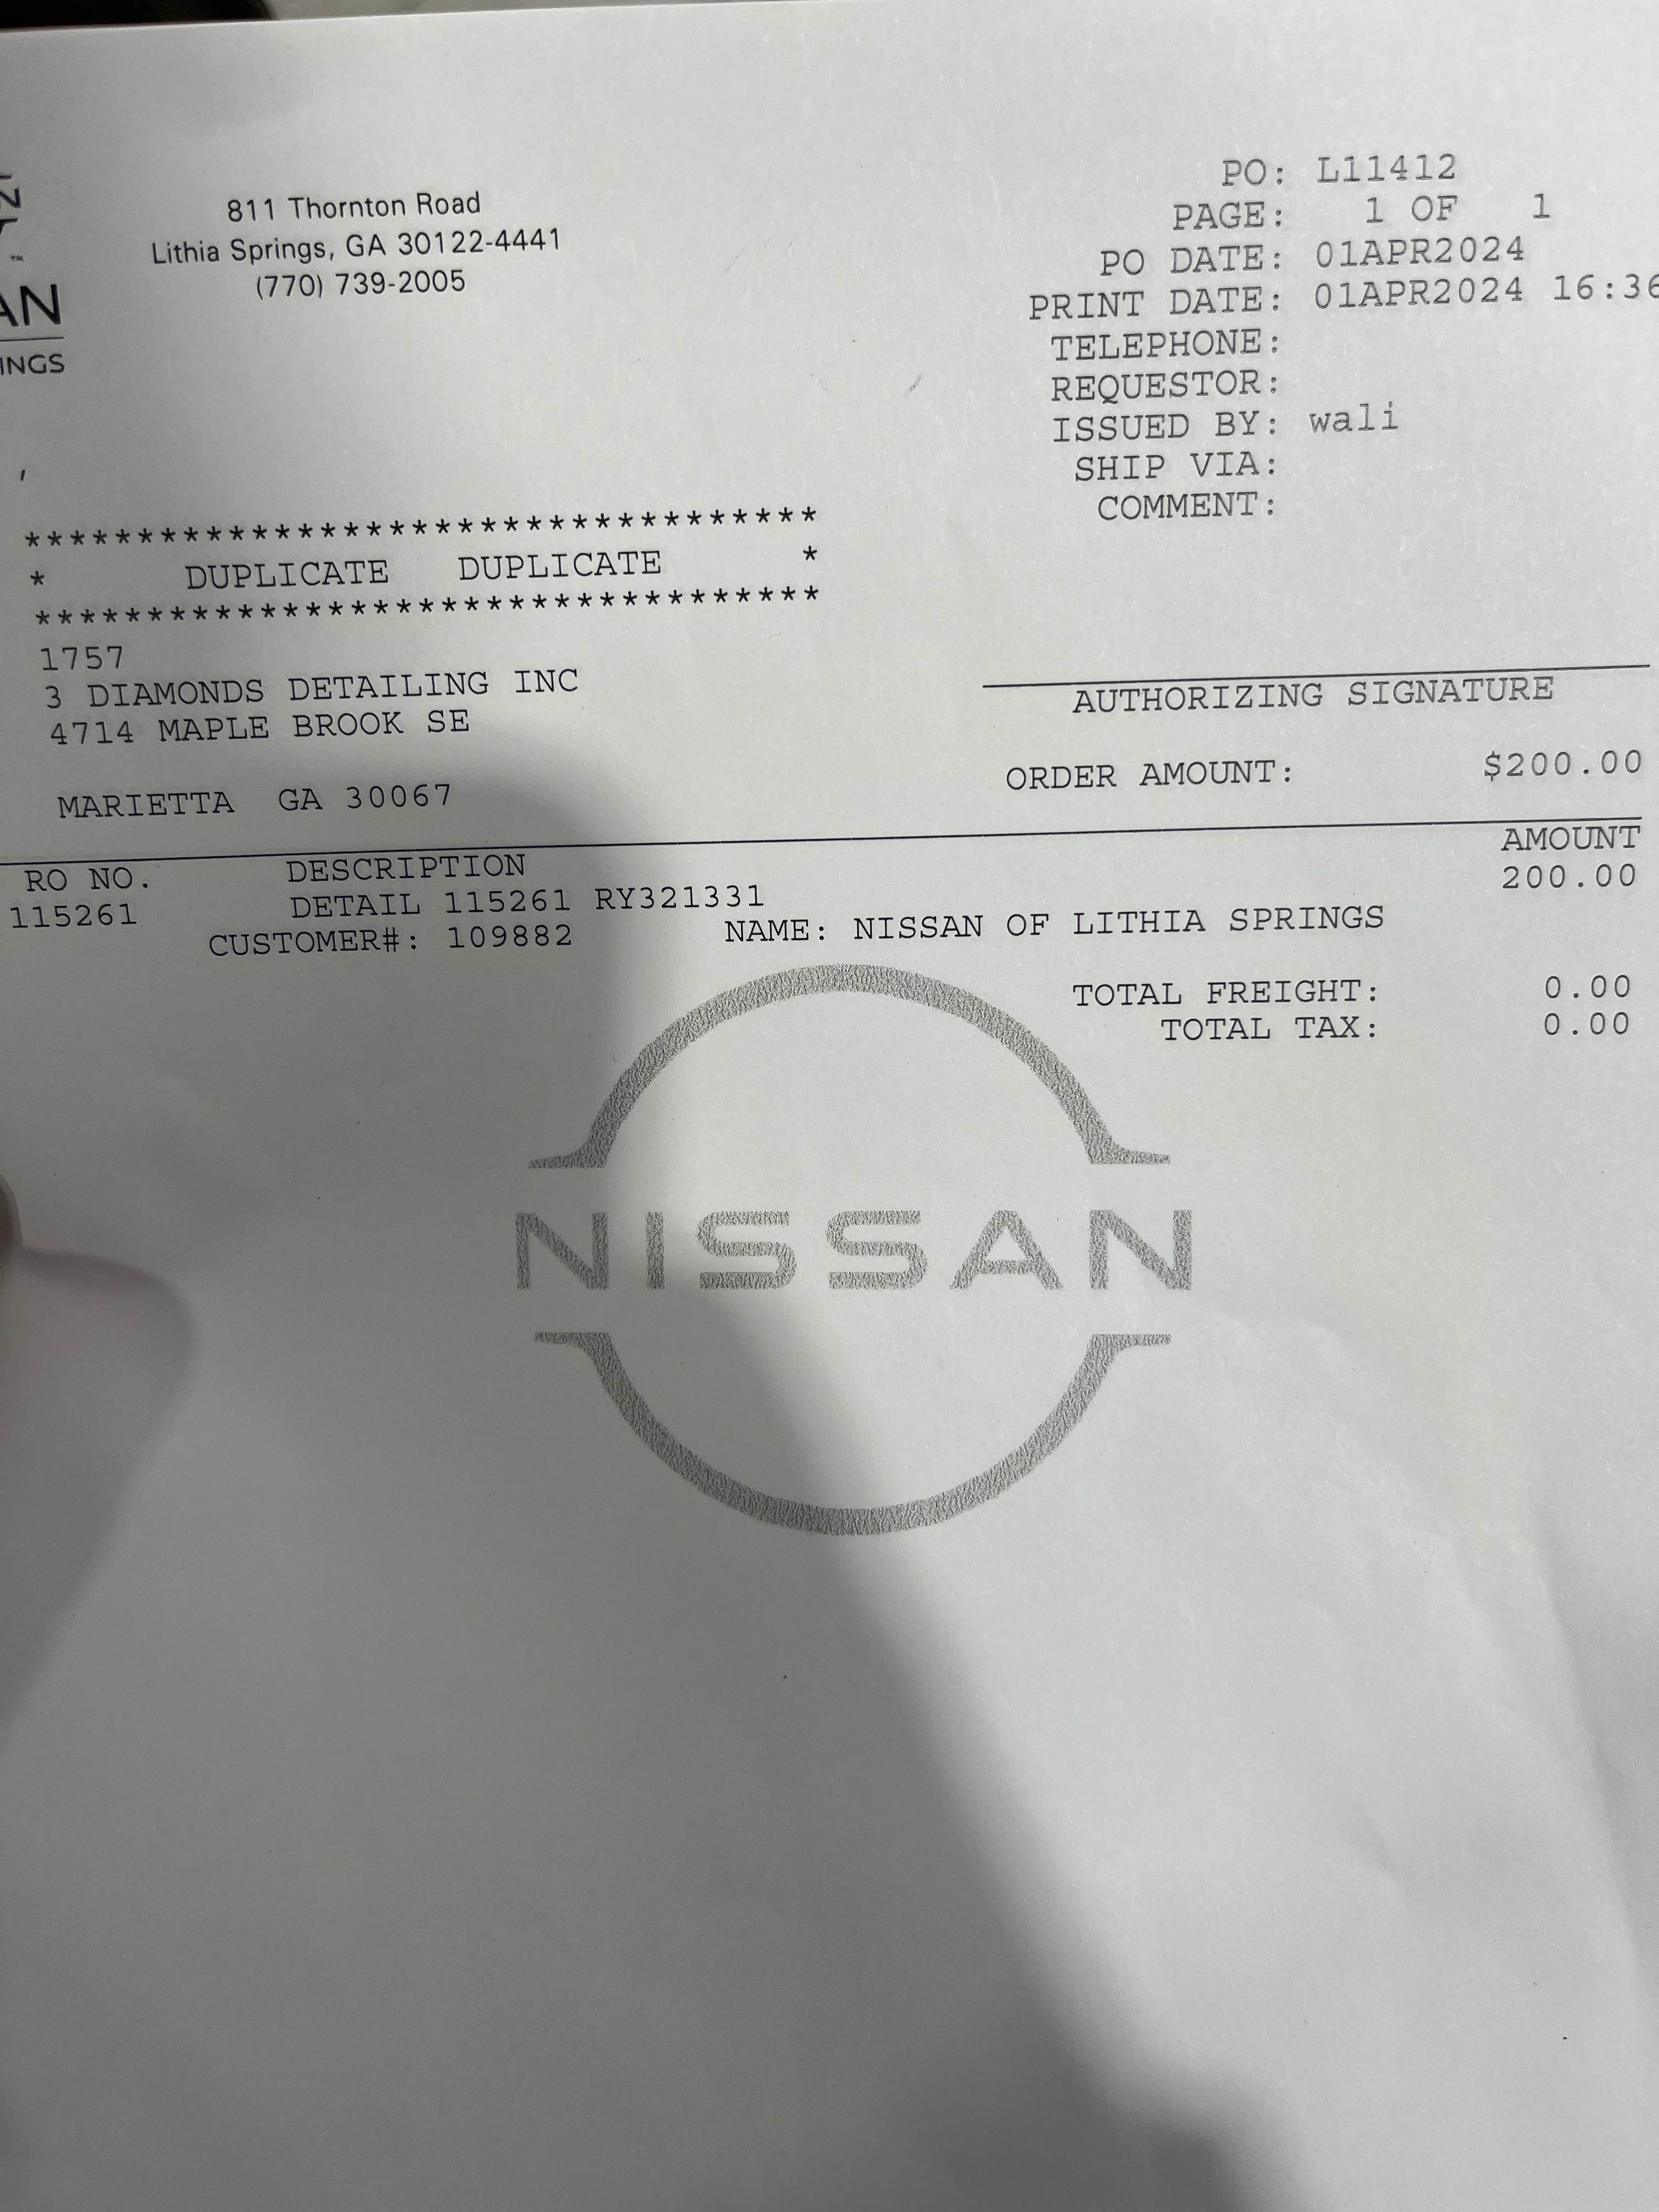 AN
INGS
811 Thornton Road
Lithia Springs, GA 30122-4441
(770) 739-2005
PO: L11412
PAGE: 1 OF 1
PO DATE: 01APR2024
PRINT DATE: 01APR2024 16:36
TELEPHONE:
REQUESTOR:
ISSUED BY: wali
SHIP VIA:
COMMENT:
,
***********************************
* DUPLICATE DUPLICATE *
***********************************
1757
3 DIAMONDS DETAILING INC
4714 MAPLE BROOK SE
MARIETTA GA 30067
AUTHORIZING SIGNATURE
ORDER AMOUNT: $200.00
RO NO. DESCRIPTION AMOUNT
115261 DETAIL 115261 RY321331 200.00
CUSTOMER#: 109882 NAME: NISSAN OF LITHIA SPRINGS
TOTAL FREIGHT: 0.00
TOTAL TAX: 0.00
NISSAN